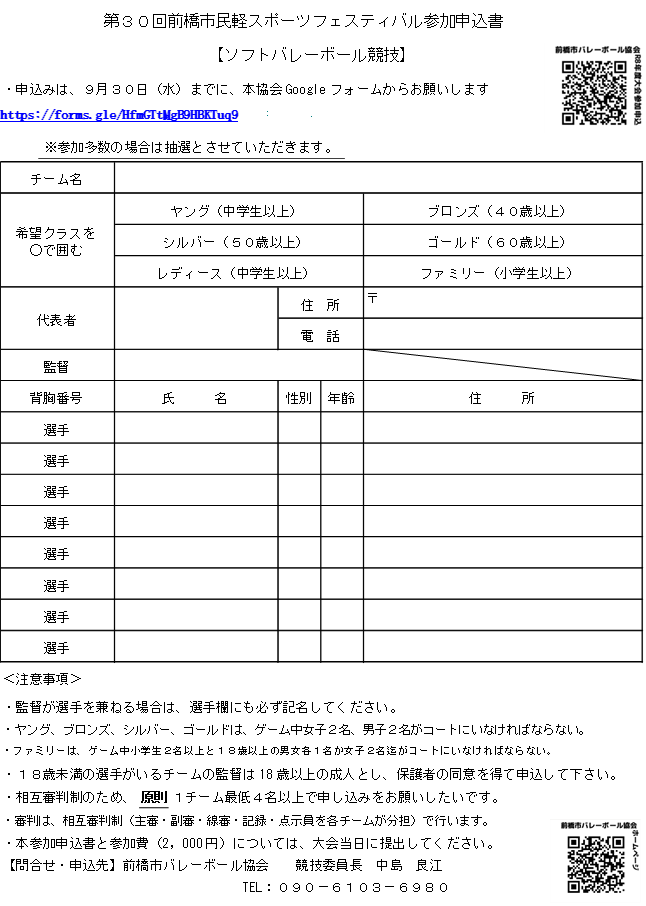 第３０回前橋市民軽スポーツフェスティバル参加申込書
【ソフトバレーボール競技】
前橋市バレーボール協会
R8年度大会参加申込
・申込みは、９月３０日（水）までに、本協会Googleフォームからお願いします
https://forms.gle/HfmGTtMgB9HBKTuq9
※参加多数の場合は抽選とさせていただきます。
チーム名
希望クラスを
〇で囲む
ヤング（中学生以上） ブロンズ（４０歳以上）
シルバー（５０歳以上） ゴールド（６０歳以上）
レディース（中学生以上） ファミリー（小学生以上）
代表者 住　所 〒
電　話
監督
背胸番号 氏　　　名 性別 年齢 住　　　所
選手
選手
選手
選手
選手
選手
選手
選手
＜注意事項＞
・監督が選手を兼ねる場合は、選手欄にも必ず記名してください。
・ヤング、ブロンズ、シルバー、ゴールドは、ゲーム中女子２名、男子２名がコートにいなければならない。
・ファミリーは、ゲーム中小学生２名以上と１８歳以上の男女各１名か女子２名迄がコートにいなければならない。
・１８歳未満の選手がいるチームの監督は18歳以上の成人とし、保護者の同意を得て申込して下さい。
・相互審判制のため、原則１チーム最低４名以上で申し込みをお願いしたいです。
・審判は、相互審判制（主審・副審・線審・記録・点示員を各チームが分担）で行います。
・本参加申込書と参加費（2,000円）については、大会当日に提出してください。
【問合せ・申込先】前橋市バレーボール協会　　競技委員長　中島　良江
TEL：０９０－６１０３－６９８０
前橋市バレーボール協会
ホームページ